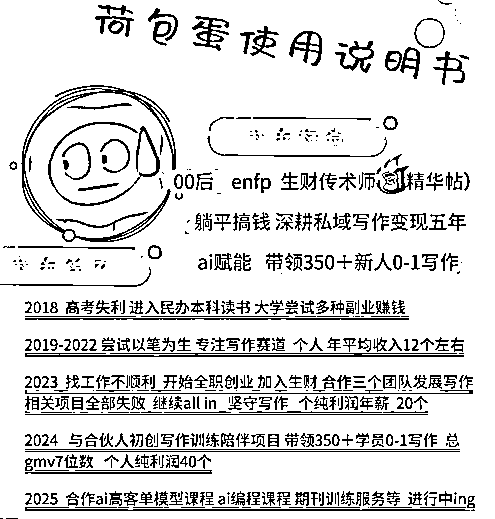 荷包蛋使用说明书
00后 enfp 生财传术师(精华帖)
躺平搞钱 深耕私域写作变现五年
ai赋能 带领350+新人0-1写作
2018 高考失利 进入民办本科读书 大学尝试多种副业赚钱
2019-2022 尝试以笔为生 专注写作赛道 个人年平均收入12个左右
2023 找工作不顺利 开始全职创业 加入生财 合作三个团队发展写作
相关项目全部失败 继续all in 坚守写作 个纯利润年薪 20个
2024 与合伙人初创写作训练陪伴项目 带领350+学员0-1写作 总
gmv7位数 个人纯利润40个
2025 合作ai高客单模型课程 ai编程课程 期刊训练服务等 进行中ing